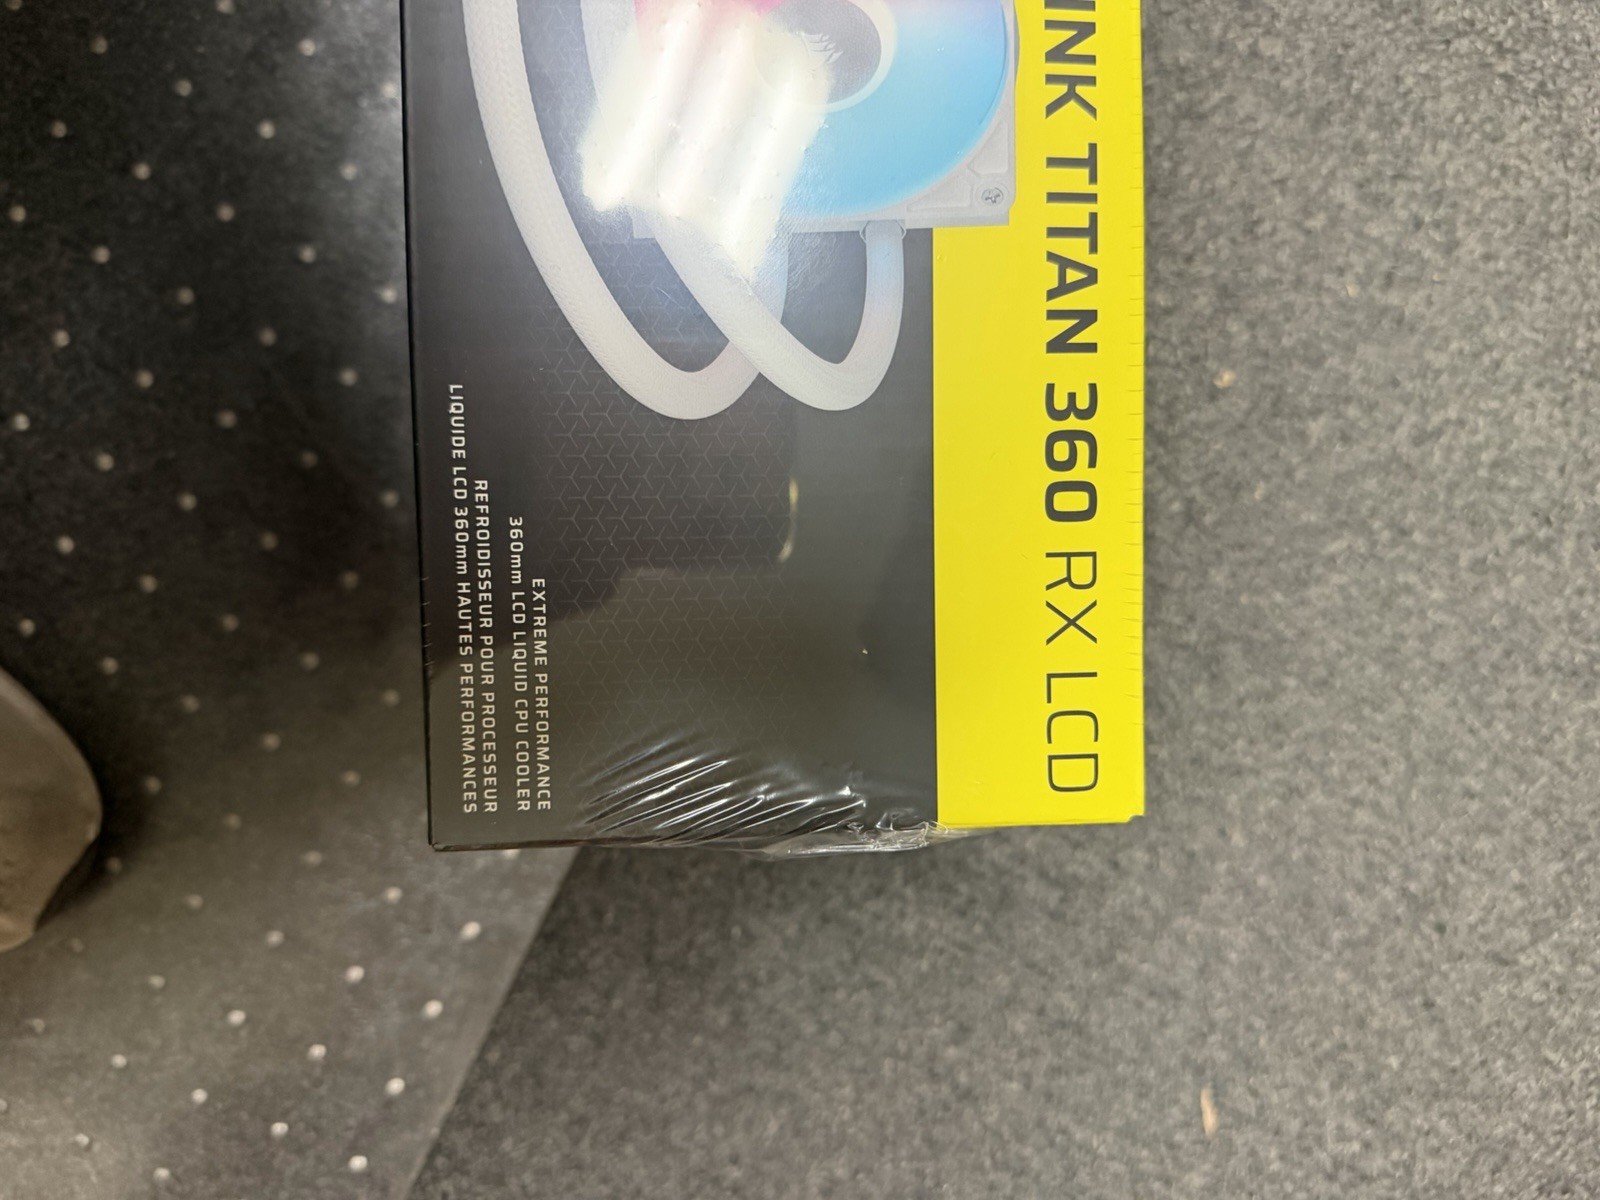 INK TITAN 360 RX LCD
EXTREME PERFORMANCE
360mm LCD LIQUID CPU COOLER
REFROIDISSEUR POUR PROCESSEUR
LIQUIDE LCD 360mm HAUTES PERFORMANCES